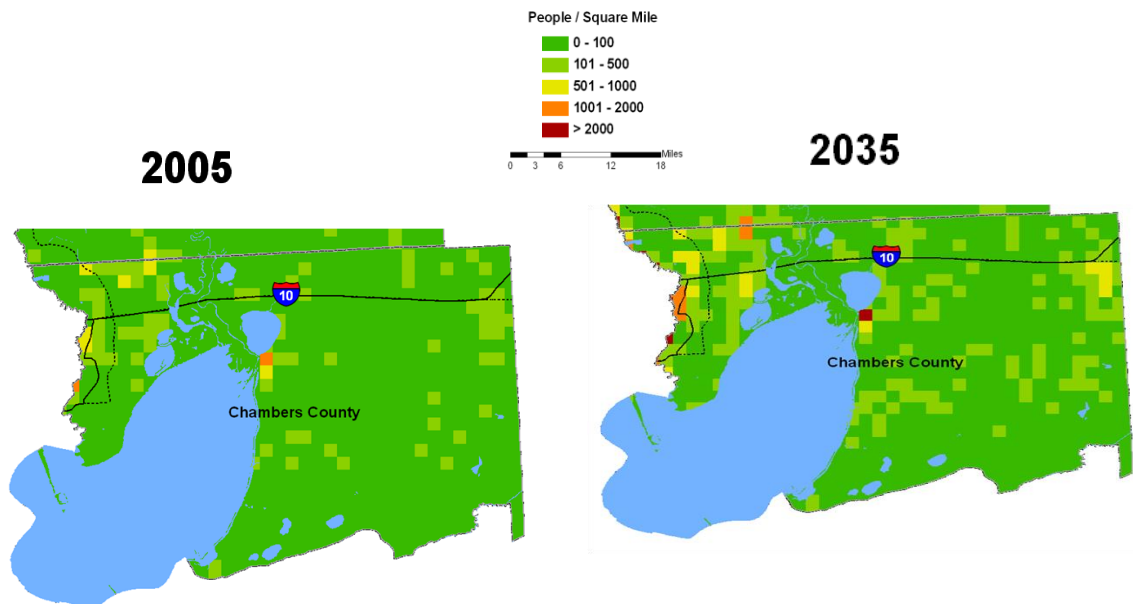 People / Square Mile
0 - 100
101 - 500
501 - 1000
1001 - 2000
> 2000
Miles
0 3 6 12 18
2005
2035
10
Chambers County
10
Chambers County